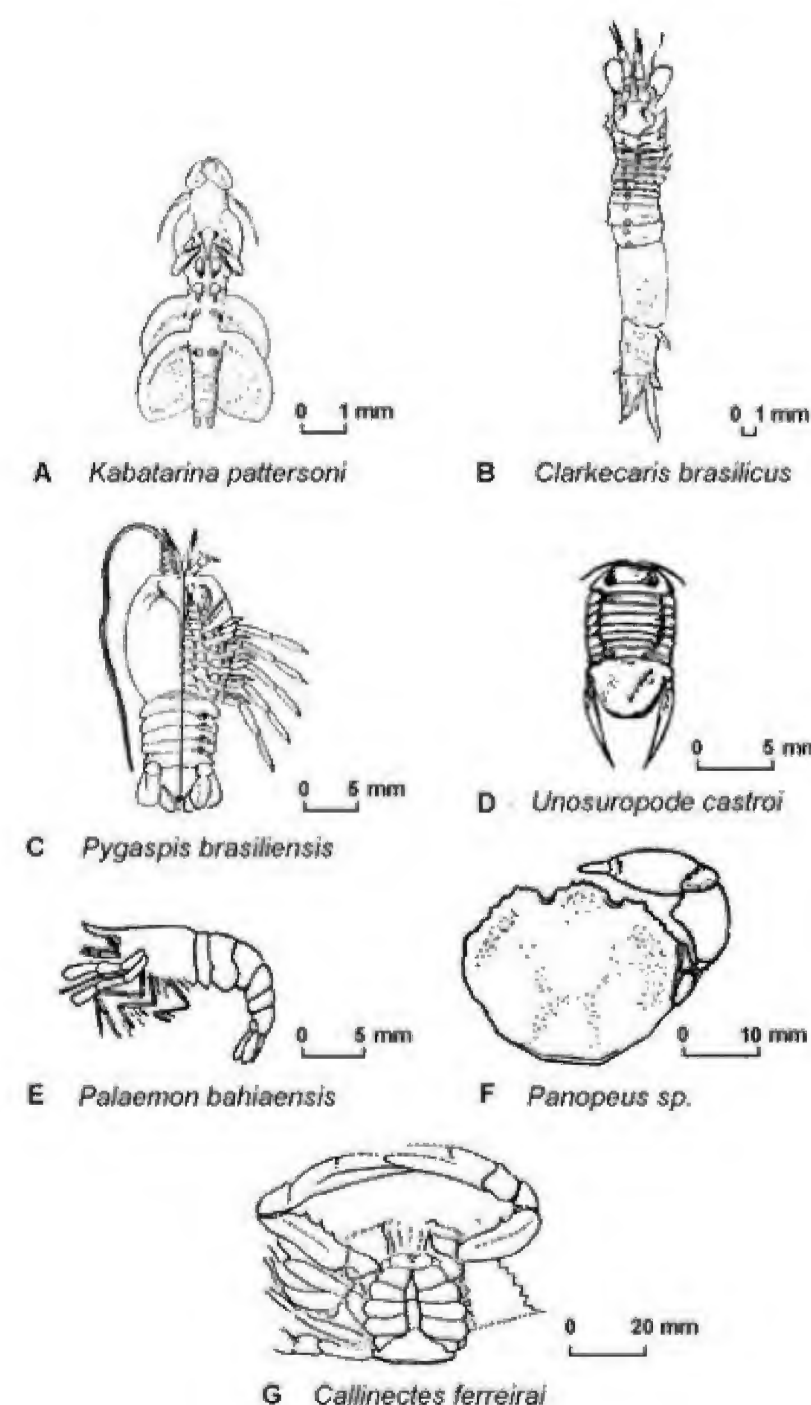 0 1 mm
0 1 mm
A Kabatarina pattersoni
B Clarkecaris brasilicus
0 5 mm
0 5 mm
C Pygaspis brasiliensis
D Unosuropode castroi
0 5 mm
0 10 mm
E Palaemon bahiaensis
F Panopeus sp.
0 20 mm
G Callinectes ferreirai